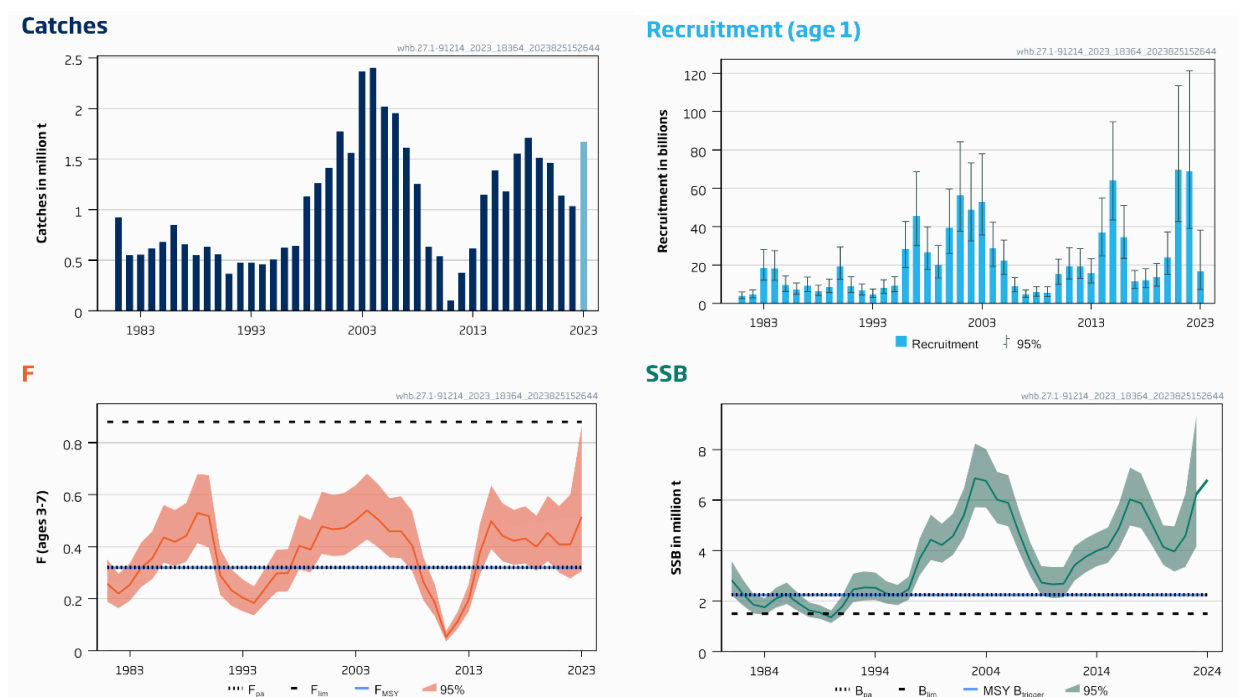 Catches
whb.27.1-91214_2023_18364_2023825152644
Catches in million t
2.5
2
1.5
1
0.5
0
1983
1993
2003
2013
2023
Recruitment (age 1)
whb.27.1-91214_2023_18364_2023825152644
Recruitment in billions
120
100
80
60
40
20
0
1983
1993
2003
2013
2023
Recruitment 95%
F
whb.27.1-91214_2023_18364_2023825152644
F (ages 3-7)
0.8
0.6
0.4
0.2
0
1983
1993
2003
2013
2023
Fpa Flim FMSY 95%
SSB
whb.27.1-91214_2023_18364_2023825152644
SSB in million t
8
6
4
2
0
1984
1994
2004
2014
2024
Bpa Blim MSY Btrigger 95%